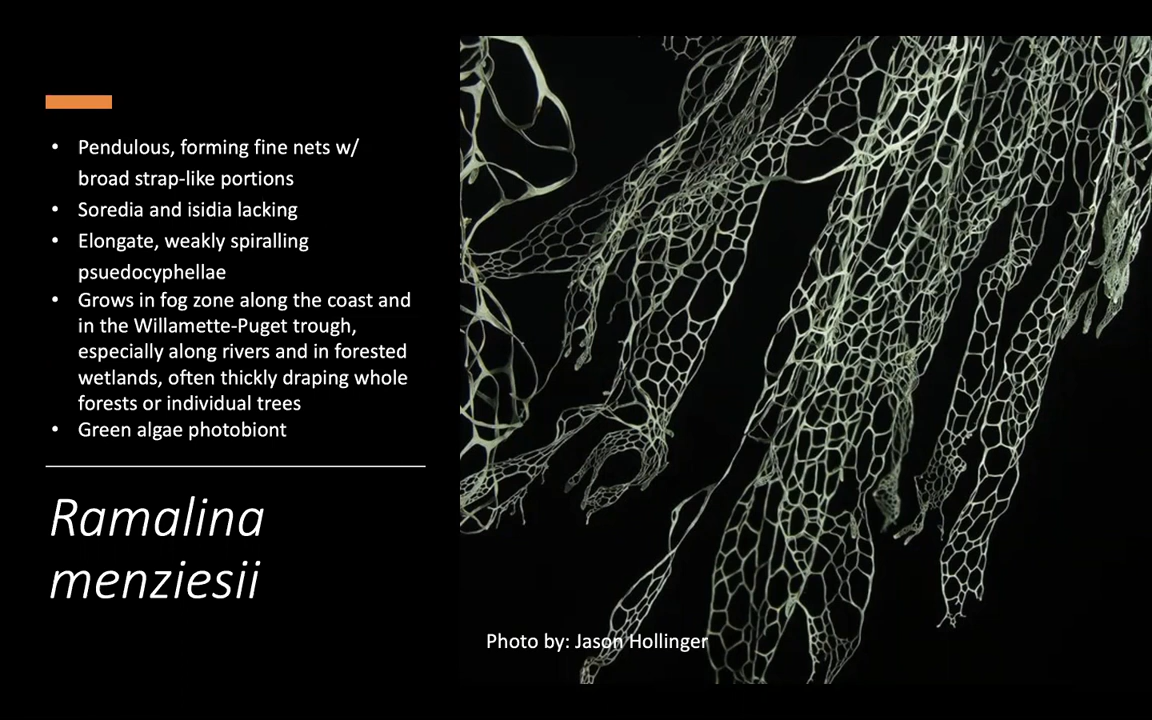 • Pendulous, forming fine nets w/
broad strap-like portions
• Soredia and isidia lacking
• Elongate, weakly spiralling
psuedocyphellae
• Grows in fog zone along the coast and
in the Willamette-Puget trough,
especially along rivers and in forested
wetlands, often thickly draping whole
forests or individual trees
• Green algae photobiont
Ramalina
menziesii
Photo by: Jason Hollinger